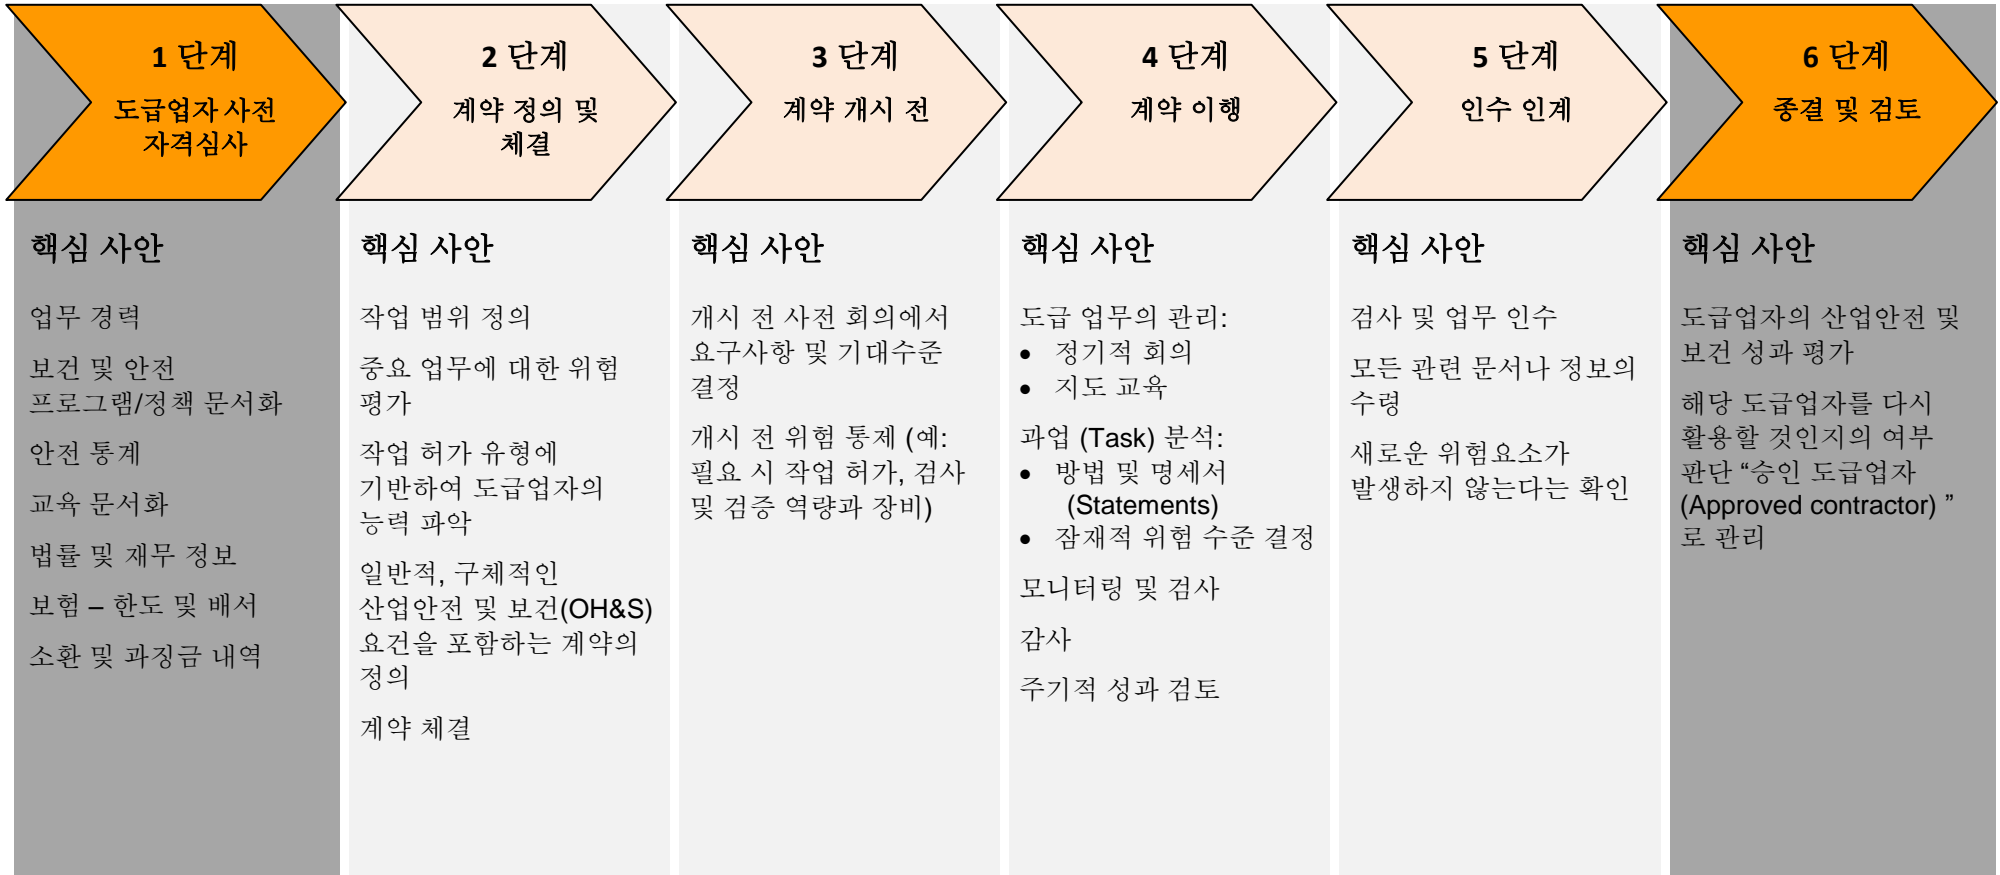 1 단계
도급업자 사전
자격심사
핵심 사안
업무 경력
보건 및 안전
프로그램/정책 문서화
안전 통계
교육 문서화
법률 및 재무 정보
보험 – 한도 및 배서
소환 및 과징금 내역
2 단계
계약 정의 및
체결
핵심 사안
작업 범위 정의
중요 업무에 대한 위험
평가
작업 허가 유형에
기반하여 도급업자의
능력 파악
일반적, 구체적인
산업안전 및 보건(OH&S)
요건을 포함하는 계약의
정의
계약 체결
3 단계
계약 개시 전
핵심 사안
개시 전 사전 회의에서
요구사항 및 기대수준
결정
개시 전 위험 통제 (예:
필요 시 작업 허가, 검사
및 검증 역량과 장비)
4 단계
계약 이행
핵심 사안
도급 업무의 관리:
• 정기적 회의
• 지도 교육
과업 (Task) 분석:
• 방법 및 명세서
(Statements)
• 잠재적 위험 수준 결정
모니터링 및 검사
감사
주기적 성과 검토
5 단계
인수 인계
핵심 사안
검사 및 업무 인수
모든 관련 문서나 정보의
수령
새로운 위험요소가
발생하지 않는다는 확인
6 단계
종결 및 검토
핵심 사안
도급업자의 산업안전 및
보건 성과 평가
해당 도급업자를 다시
활용할 것인지의 여부
판단 “승인 도급업자
(Approved contractor) ”
로 관리